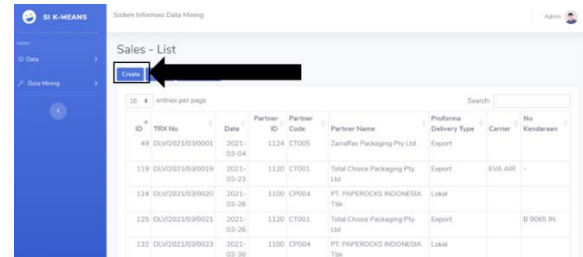 SI K-MEANS
Sistem Informasi Data Mining
Admin
MENU
Data
Data Mining
Sales - List
Create
10 entries per page
Search:
ID TRX No Date Partner ID Partner Code Partner Name Proforma Delivery Type Carrier No Kendaraan
49 DLV/2021/03/0001 2021-03-04 1124 CT005 Zarraffas Packaging Pty Ltd Export
119 DLV/2021/03/0019 2021-03-23 1120 CT001 Total Choice Packaging Pty. Ltd Export EVA AIR -
124 DLV/2021/03/0020 2021-03-26 1100 CP004 PT. PAPEROCKS INDONESIA Tbk Lokal
125 DLV/2021/03/0021 2021-03-26 1120 CT001 Total Choice Packaging Pty. Ltd Export B 9065 JN
132 DLV/2021/03/0023 2021-03-30 1100 CP004 PT. PAPEROCKS INDONESIA Tbk Lokal